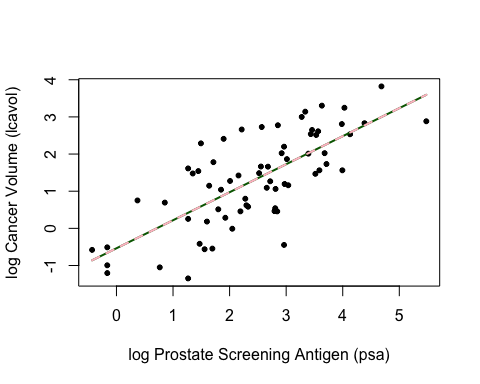 log Cancer Volume (lcavol)
4
3
2
1
0
-1
0 1 2 3 4 5
log Prostate Screening Antigen (psa)